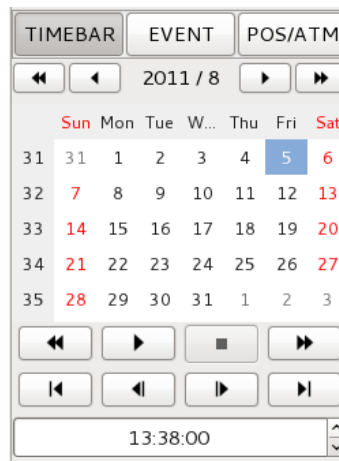 TIMEBAR EVENT POS/ATM
2011 / 8
Sun Mon Tue W... Thu Fri Sat
31 31 1 2 3 4 5 6
32 7 8 9 10 11 12 13
33 14 15 16 17 18 19 20
34 21 22 23 24 25 26 27
35 28 29 30 31 1 2 3
13:38:00